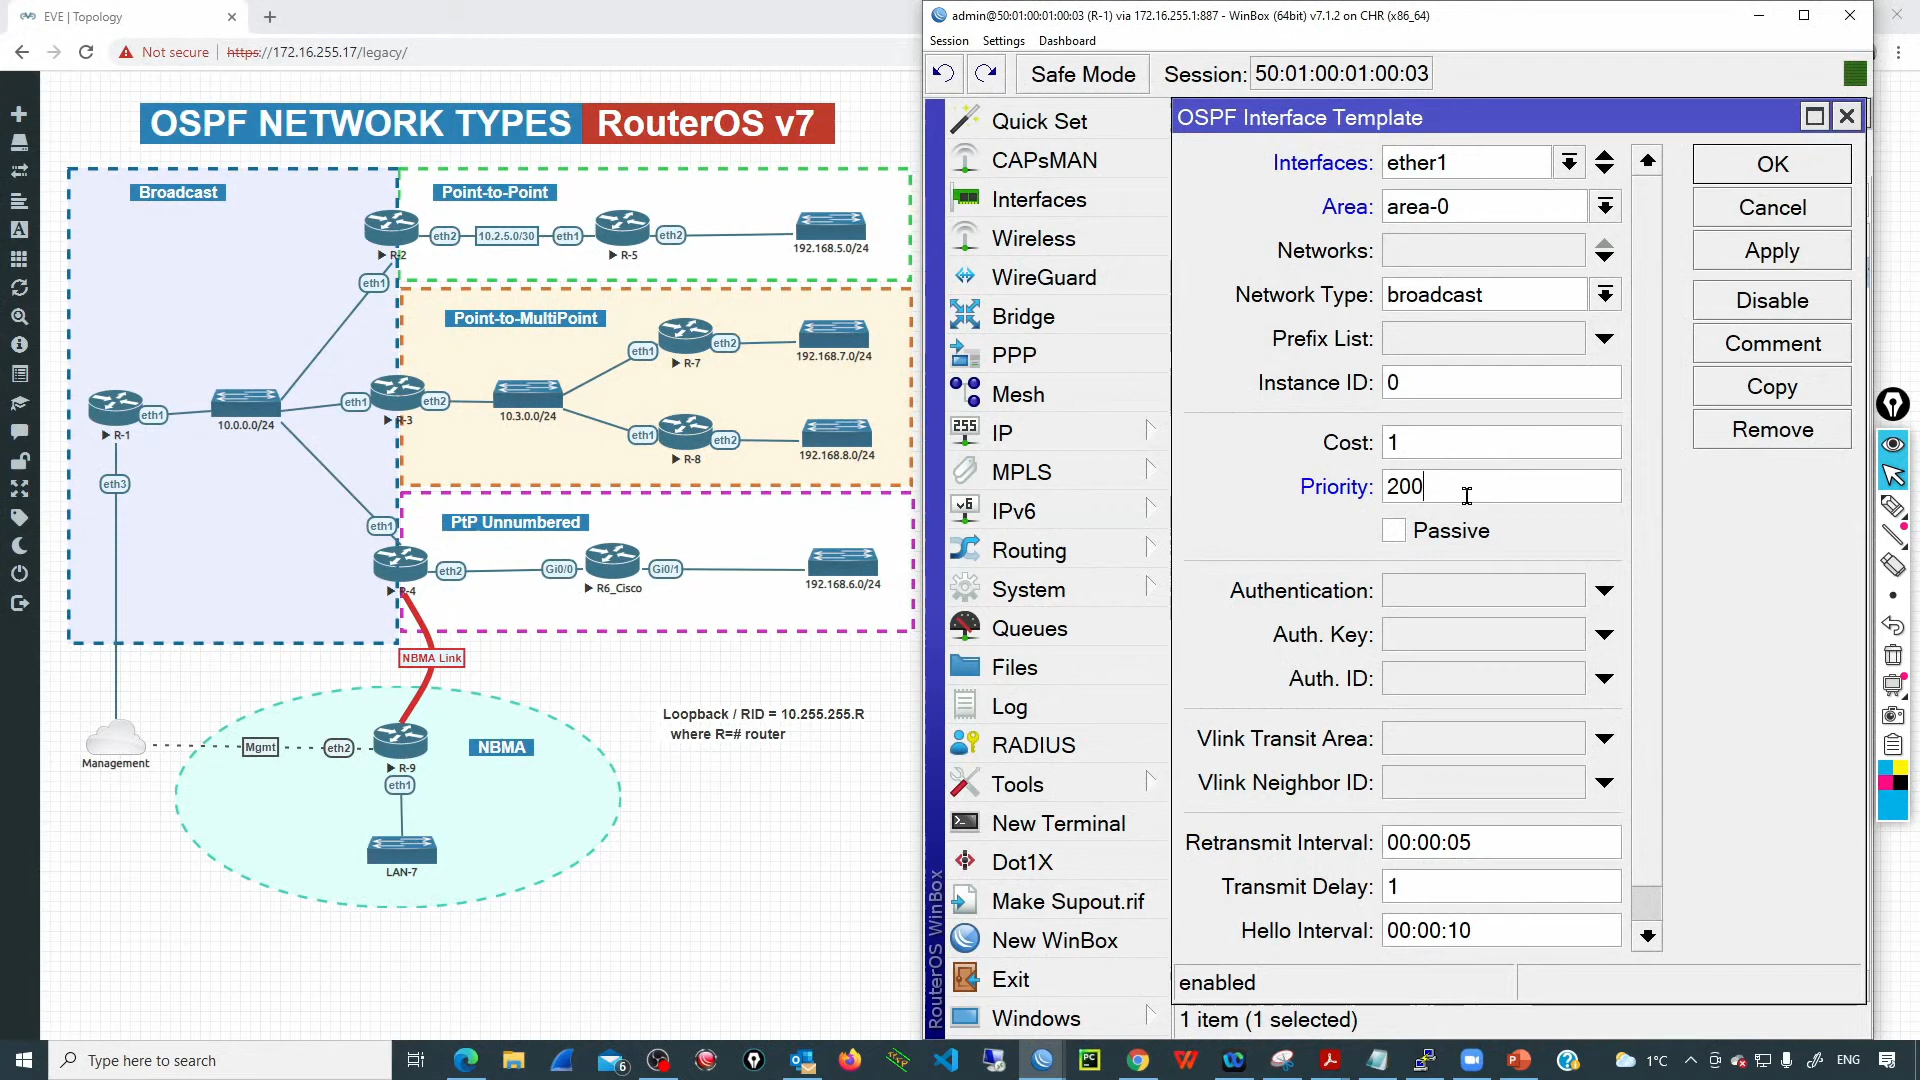 EVE | Topology
Not secure
https://172.16.255.17/legacy/
OSPF NETWORK TYPES RouterOS v7
Broadcast
Point-to-Point
R-2
eth2
10.2.5.0/30
eth1
R-5
eth2
192.168.5.0/24
eth1
Point-to-MultiPoint
R-7
eth1
eth2
192.168.7.0/24
R-1
eth1
10.0.0.0/24
eth1
R-3
eth2
10.3.0.0/24
eth1
R-8
eth2
192.168.8.0/24
eth3
PtP Unnumbered
eth1
R-4
eth2
Gi0/0
R6_Cisco
Gi0/1
192.168.6.0/24
NBMA Link
Loopback / RID = 10.255.255.R
where R=# router
Management
Mgmt
eth2
R-9
NBMA
eth1
LAN-7
admin@50:01:00:01:00:03 (R-1) via 172.16.255.1:887 - WinBox (64bit) v7.1.2 on CHR (x86_64)
Session Settings Dashboard
Safe Mode
Session: 50:01:00:01:00:03
RouterOS WinBox
Quick Set
CAPsMAN
Interfaces
Wireless
WireGuard
Bridge
PPP
Mesh
255
IP
MPLS
v6
IPv6
Routing
System
Queues
Files
Log
RADIUS
Tools
New Terminal
Dot1X
Make Supout.rif
New WinBox
Exit
Windows
OSPF Interface Template
Interfaces: ether1
Area: area-0
Networks:
Network Type: broadcast
Prefix List:
Instance ID: 0
Cost: 1
Priority: 200
Passive
Authentication:
Auth. Key:
Auth. ID:
Vlink Transit Area:
Vlink Neighbor ID:
Retransmit Interval: 00:00:05
Transmit Delay: 1
Hello Interval: 00:00:10
OK
Cancel
Apply
Disable
Comment
Copy
Remove
enabled
1 item (1 selected)
Type here to search
6
PC
1°C
ENG